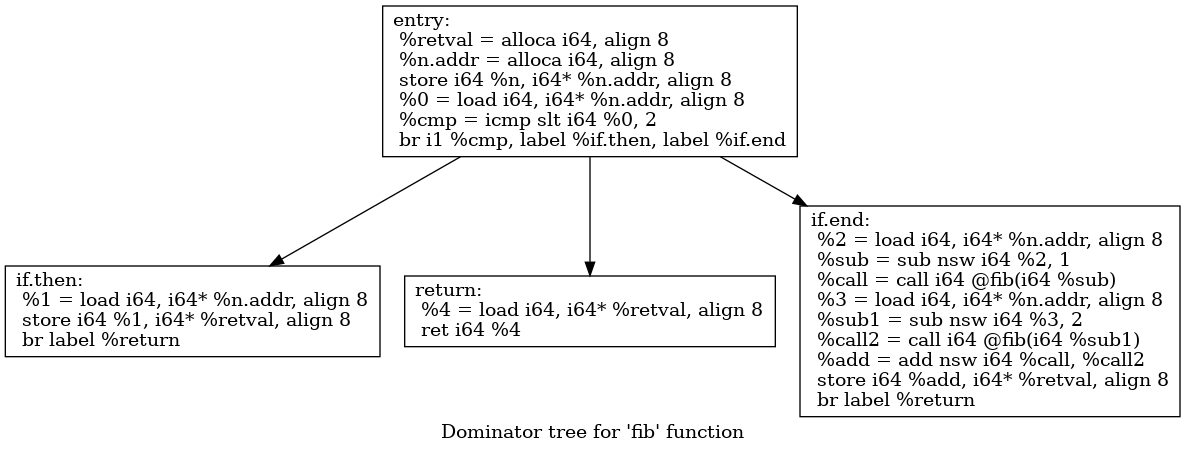 entry:
%retval = alloca i64, align 8
%n.addr = alloca i64, align 8
store i64 %n, i64* %n.addr, align 8
%0 = load i64, i64* %n.addr, align 8
%cmp = icmp slt i64 %0, 2
br i1 %cmp, label %if.then, label %if.end
if.then:
%1 = load i64, i64* %n.addr, align 8
store i64 %1, i64* %retval, align 8
br label %return
return:
%4 = load i64, i64* %retval, align 8
ret i64 %4
if.end:
%2 = load i64, i64* %n.addr, align 8
%sub = sub nsw i64 %2, 1
%call = call i64 @fib(i64 %sub)
%3 = load i64, i64* %n.addr, align 8
%sub1 = sub nsw i64 %3, 2
%call2 = call i64 @fib(i64 %sub1)
%add = add nsw i64 %call, %call2
store i64 %add, i64* %retval, align 8
br label %return
Dominator tree for 'fib' function